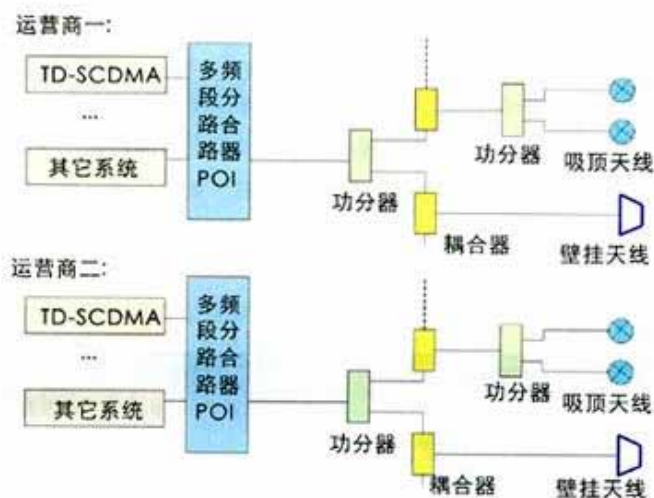 运营商一:
TD-SCDMA
...
其它系统
多频
段分
路合
路器
POI
功分器
功分器
吸顶天线
耦合器
壁挂天线
运营商二:
TD-SCDMA
...
其它系统
多频
段分
路合
路器
POI
功分器
功分器
吸顶天线
耦合器
壁挂天线